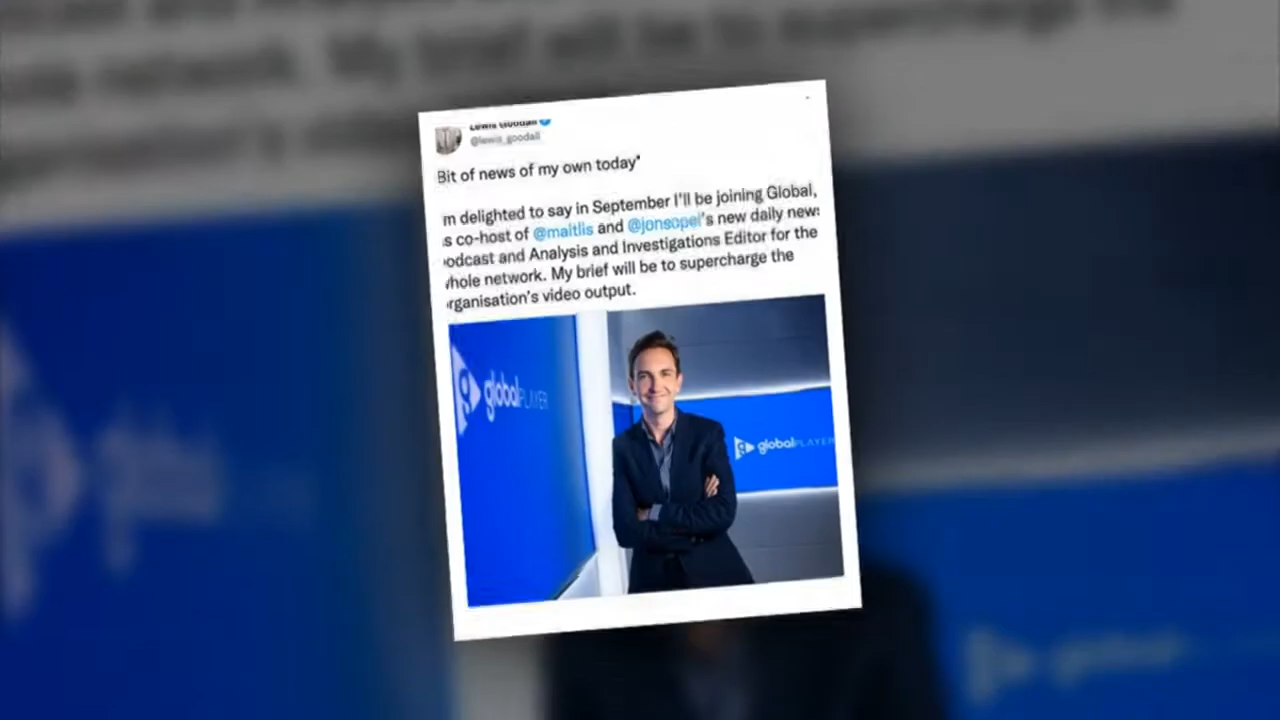 Lewis Goodall
@lewis_goodall
Bit of news of my own today*
m delighted to say in September I'll be joining Global,
s co-host of @maitlis and @jonsopel's new daily news
odcast and Analysis and Investigations Editor for the
whole network. My brief will be to supercharge the
rganisation's video output.
globalPLAYER
globalPLAYER